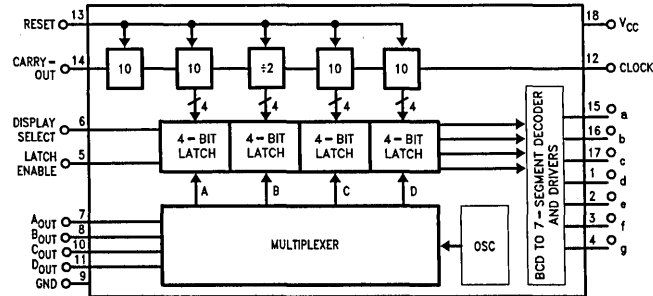 RESET 13
18 VCC
CARRY-OUT 14
10 10 ÷2 10 10
12 CLOCK
4 4 4 4
DISPLAY SELECT 6
4-BIT LATCH 4-BIT LATCH 4-BIT LATCH 4-BIT LATCH
LATCH ENABLE 5
A B C D
AOUT 7
BOUT 8
COUT 10
DOUT 11
GND 9
MULTIPLEXER
OSC
BCD TO 7-SEGMENT DECODER AND DRIVERS
15 a
16 b
17 c
1 d
2 e
3 f
4 g